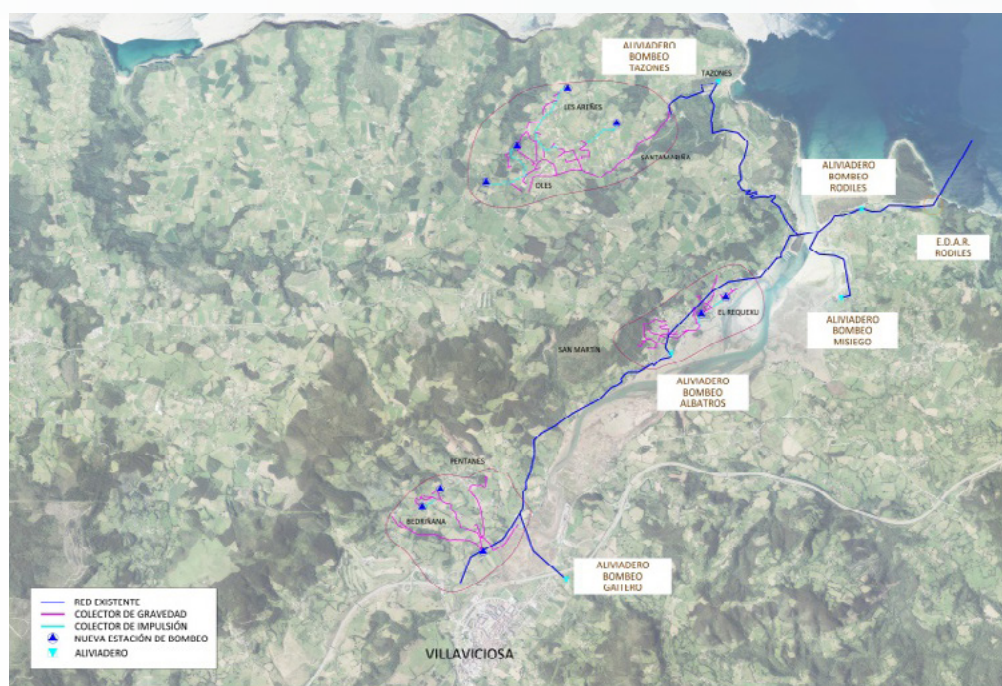 ALIVIADERO
BOMBEO
TAZONES
TAZONES
LES AREÑES
SANTAMARINA
OLES
ALIVIADERO
BOMBEO
RODILES
E.D.A.R.
RODILES
EL REQUEXU
ALIVIADERO
BOMBEO
MISIEGO
SAN MARTÍN
ALIVIADERO
BOMBEO
ALBATROS
PENTANES
BEDRIÑANA
ALIVIADERO
BOMBEO
GAITERO
RED EXISTENTE
COLECTOR DE GRAVEDAD
COLECTOR DE IMPULSIÓN
NUEVA ESTACIÓN DE BOMBEO
ALIVIADERO
VILLAVICIOSA